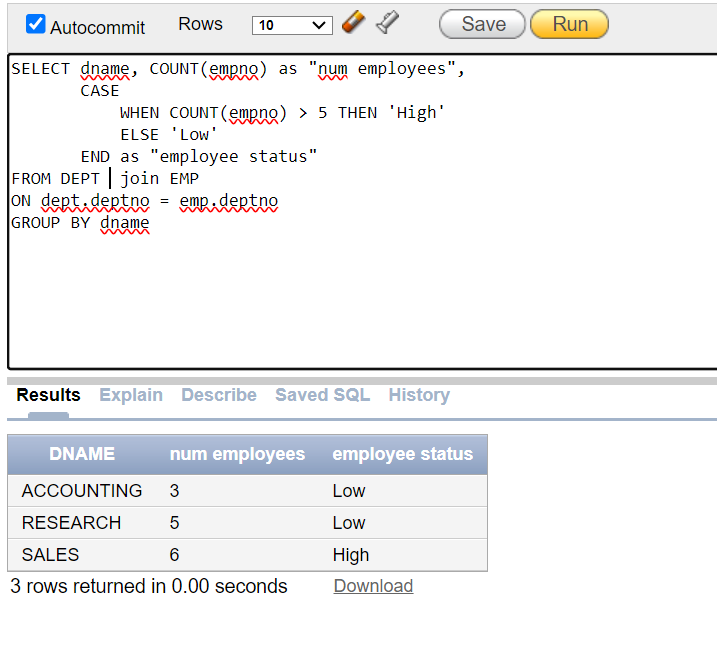 Autocommit Rows 10 Save Run
SELECT dname, COUNT(empno) as "num employees",
CASE
WHEN COUNT(empno) > 5 THEN 'High'
ELSE 'Low'
END as "employee status"
FROM DEPT join EMP
ON dept.deptno = emp.deptno
GROUP BY dname
Results Explain Describe Saved SQL History
DNAME num employees employee status
ACCOUNTING 3 Low
RESEARCH 5 Low
SALES 6 High
3 rows returned in 0.00 seconds Download